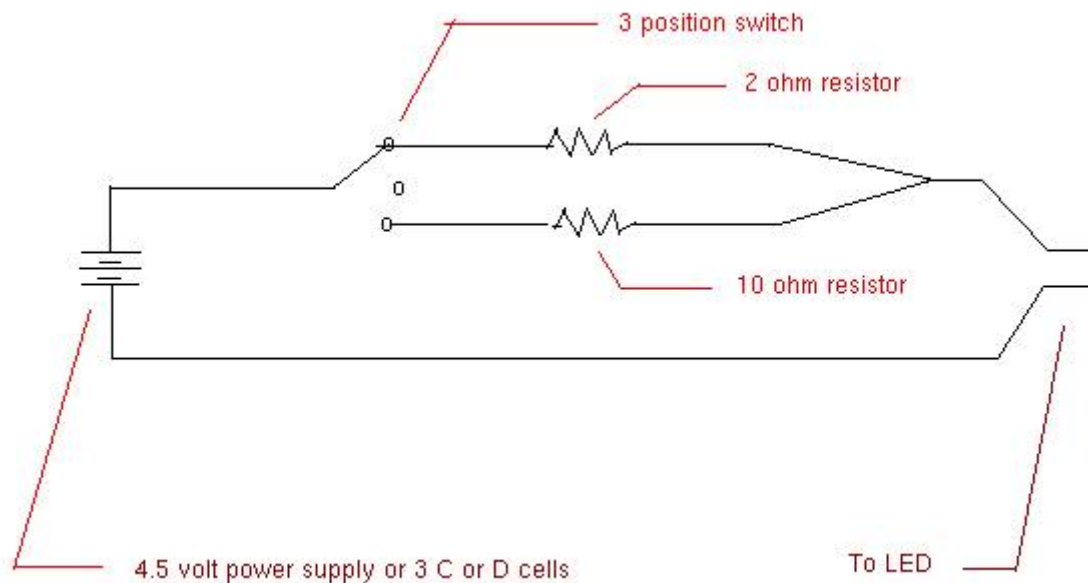 3 position switch
2 ohm resistor
10 ohm resistor
4.5 volt power supply or 3 C or D cells
To LED